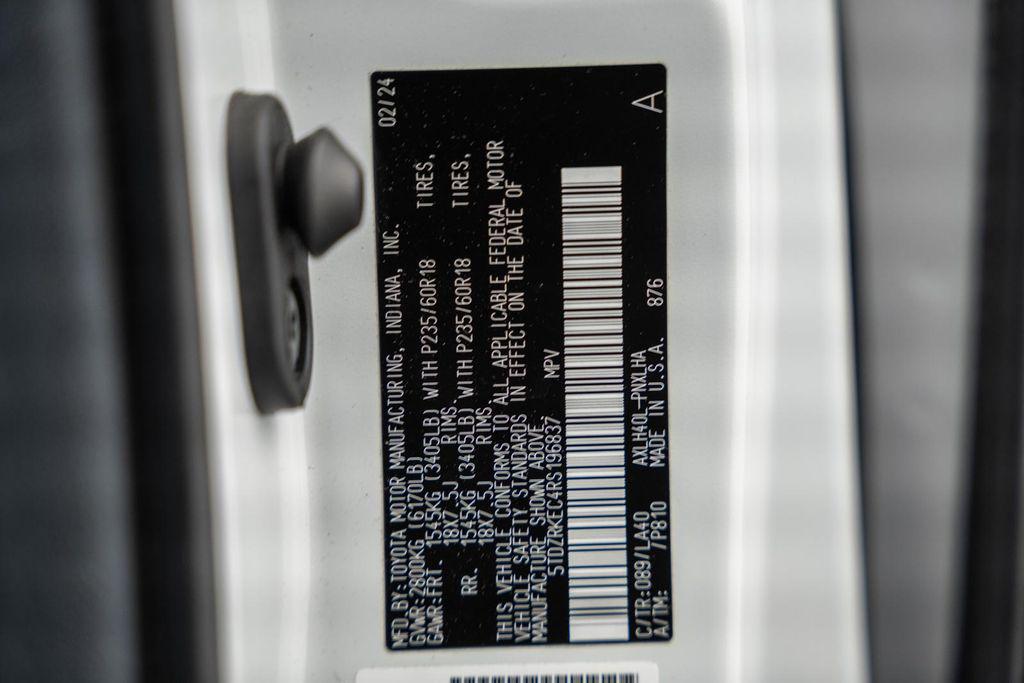 MFD.BY:TOYOTA MOTOR MANUFACTURING, INDIANA, INC. 02/24
GVWR:2800KG (6170LB)
GAWR:FRT. 1545KG (3405LB) WITH P235/60R18 TIRES,
18X7.5J RIMS.
RR. 1545KG (3405LB) WITH P235/60R18 TIRES,
18X7.5J RIMS.
THIS VEHICLE CONFORMS TO ALL APPLICABLE FEDERAL MOTOR
VEHICLE SAFETY STANDARDS IN EFFECT ON THE DATE OF
MANUFACTURE SHOWN ABOVE.
5TDZRKEC4RS196837 MPV
C/TR:089/LA40 AXLH40L-PNXLHA
A/TM: /P810 MADE IN U.S.A. 876 A